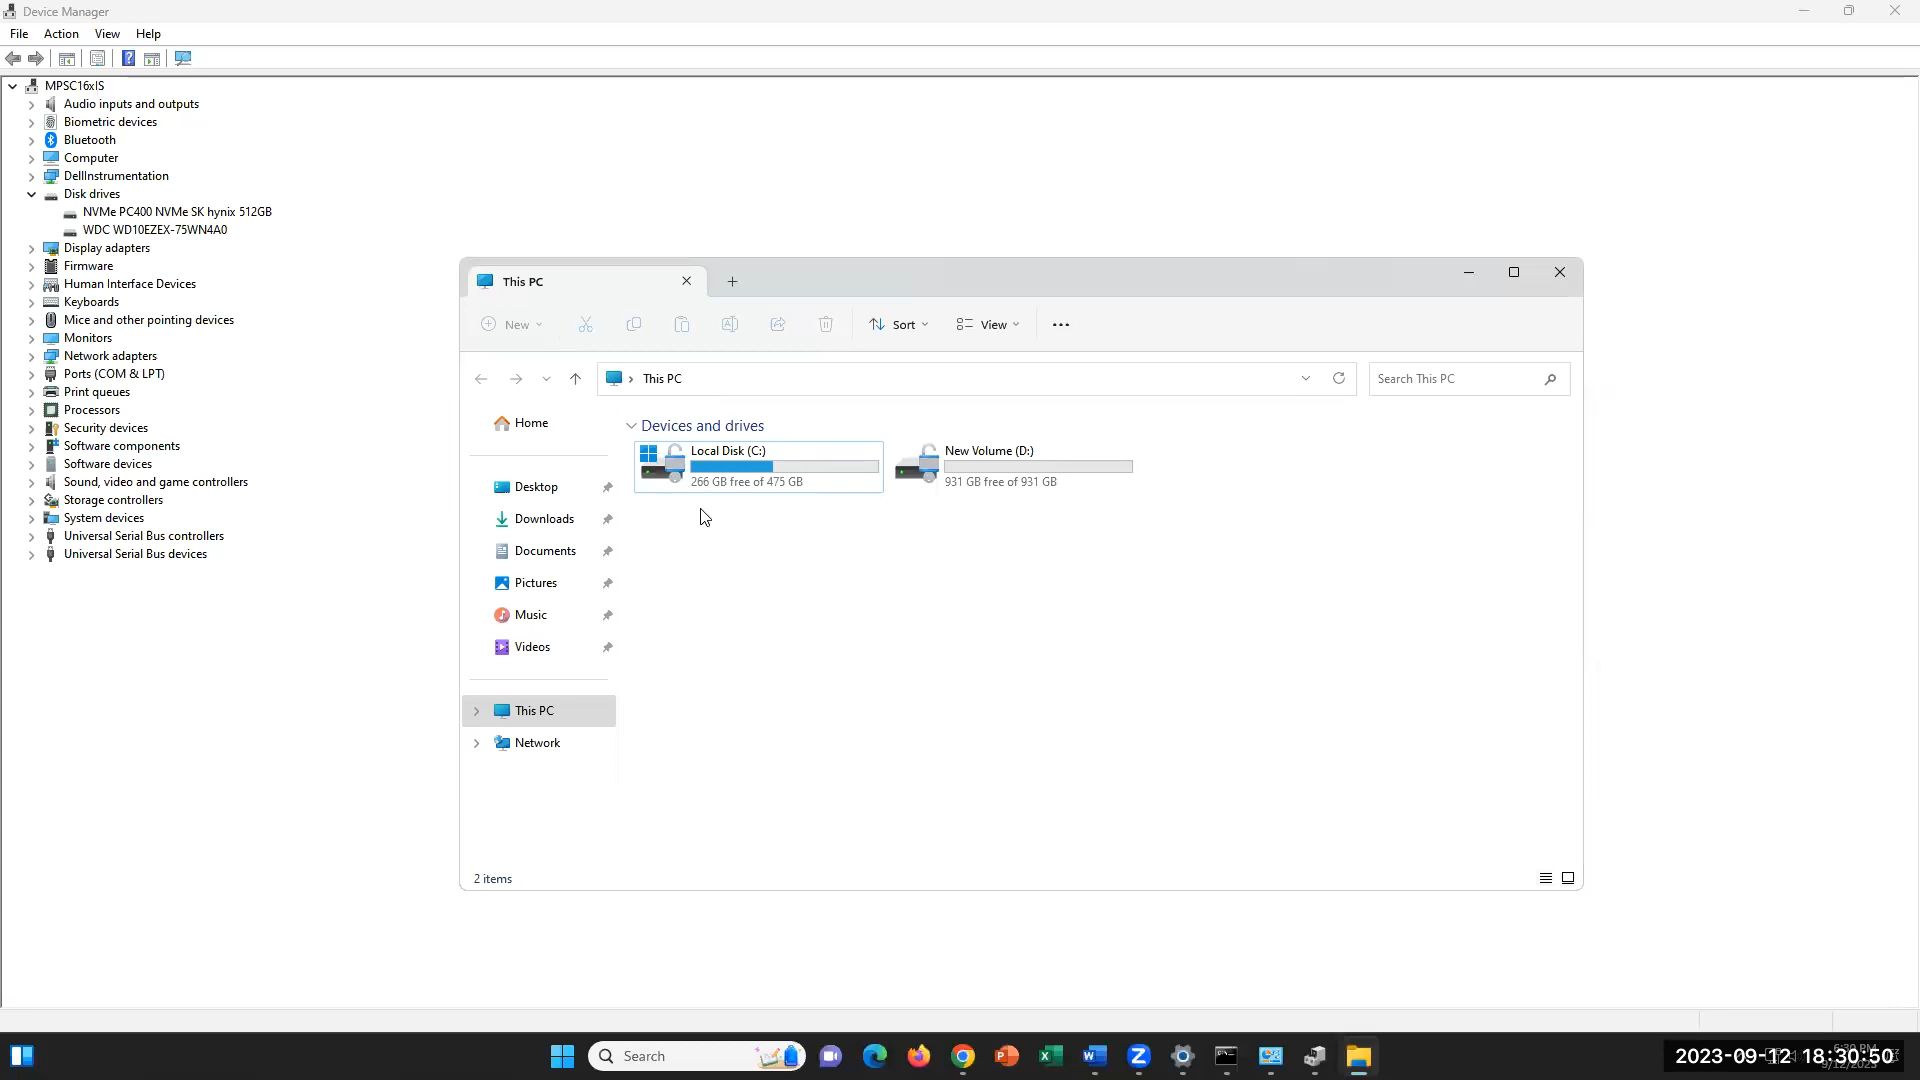 Device Manager
File Action View Help
MPSC16xIS
Audio inputs and outputs
Biometric devices
Bluetooth
Computer
DellInstrumentation
Disk drives
NVMe PC400 NVMe SK hynix 512GB
WDC WD10EZEX-75WN4A0
Display adapters
Firmware
Human Interface Devices
Keyboards
Mice and other pointing devices
Monitors
Network adapters
Ports (COM & LPT)
Print queues
Processors
Security devices
Software components
Software devices
Sound, video and game controllers
Storage controllers
System devices
Universal Serial Bus controllers
Universal Serial Bus devices
This PC
New Sort View
This PC Search This PC
Home
Desktop
Downloads
Documents
Pictures
Music
Videos
This PC
Network
Devices and drives
Local Disk (C:)
266 GB free of 475 GB
New Volume (D:)
931 GB free of 931 GB
2 items
Search
2023-09-12 18:30:50